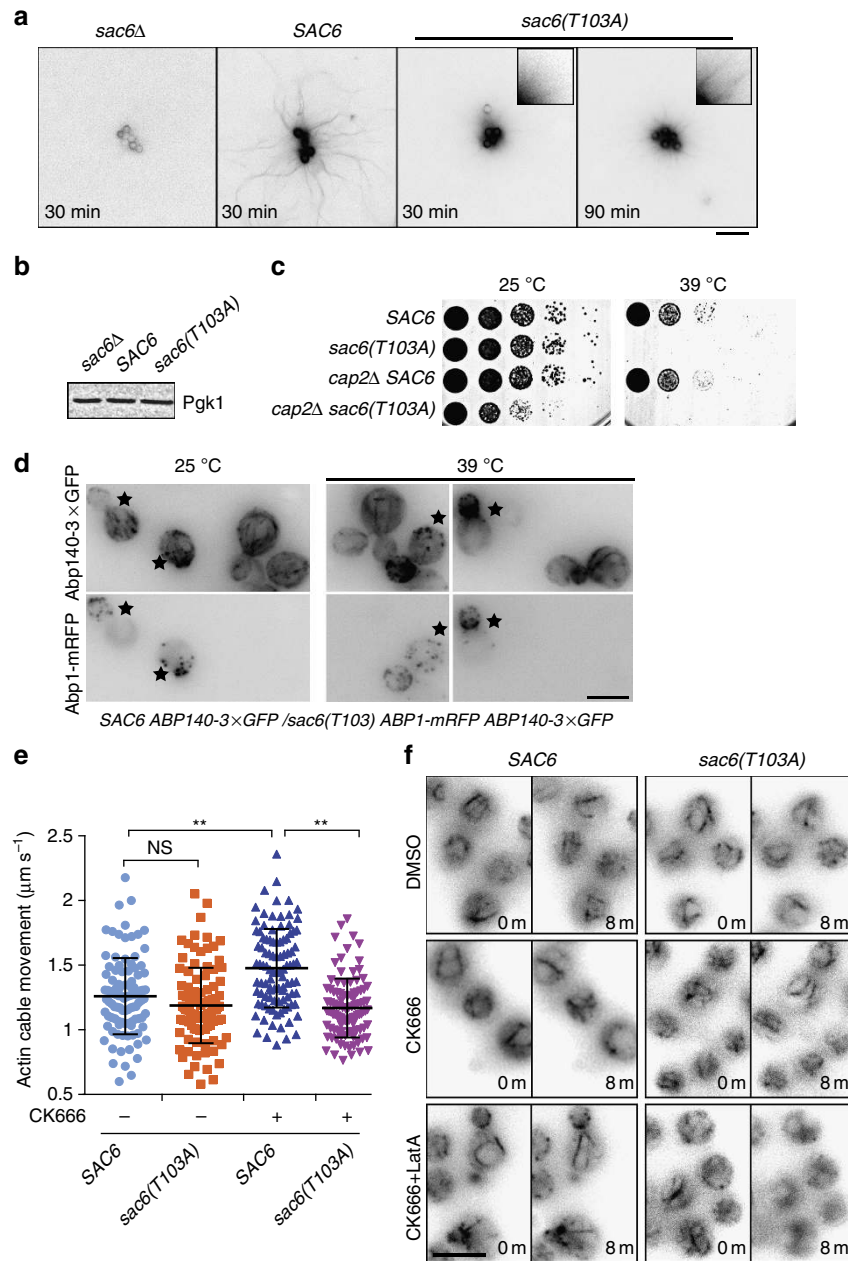 a
sac6Δ
SAC6
sac6(T103A)
30 min
30 min
30 min
90 min
b
sac6Δ
SAC6
sac6(T103A)
Pgk1
c
25 °C
39 °C
SAC6
sac6(T103A)
cap2Δ SAC6
cap2Δ sac6(T103A)
d
25 °C
39 °C
Abp140-3×GFP
Abp1-mRFP
SAC6 ABP140-3×GFP /sac6(T103) ABP1-mRFP ABP140-3×GFP
e
Actin cable movement (μm s⁻¹)
2.5
2
1.5
1
0.5
**
**
NS
CK666
– – + +
SAC6
sac6(T103A)
SAC6
sac6(T103A)
f
SAC6
sac6(T103A)
DMSO
0 m
8 m
0 m
8 m
CK666
0 m
8 m
0 m
8 m
CK666+LatA
0 m
8 m
0 m
8 m